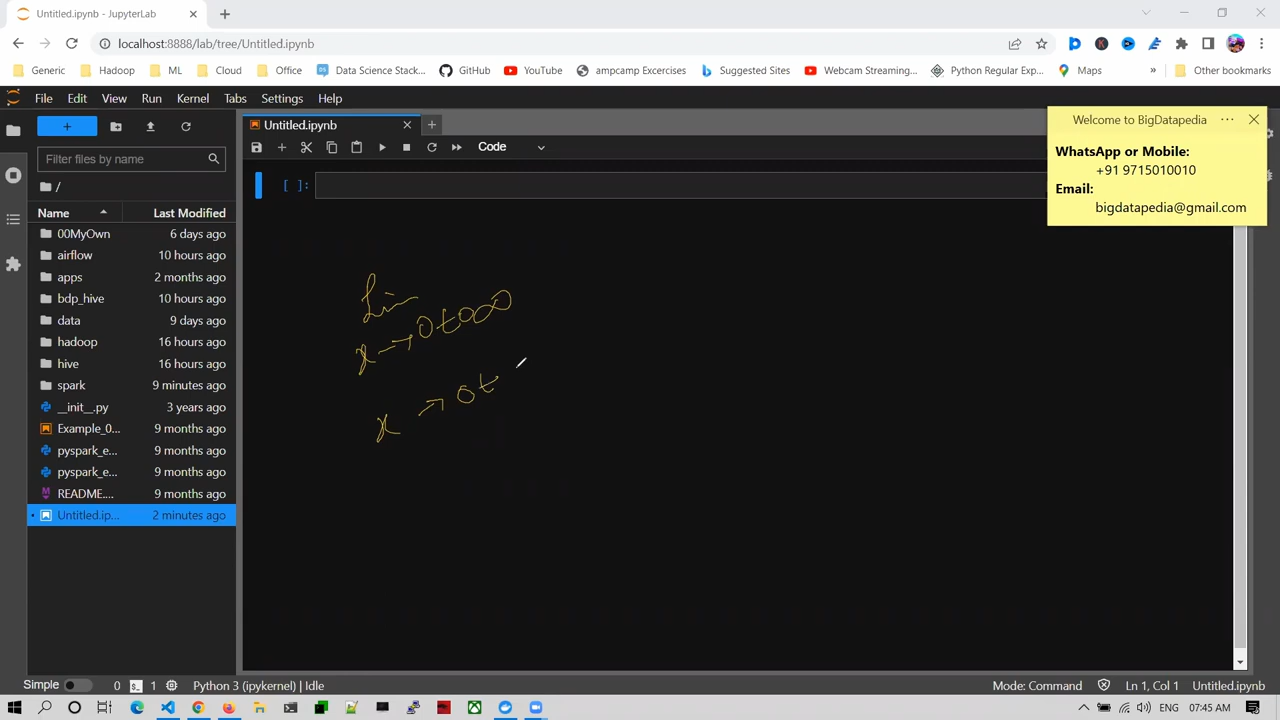 Untitled.ipynb - JupyterLab
localhost:8888/lab/tree/Untitled.ipynb
Generic Hadoop ML Cloud Office Data Science Stack... GitHub YouTube ampcamp Excercises Suggested Sites Webcam Streaming... Python Regular Exp... Maps » Other bookmarks
File Edit View Run Kernel Tabs Settings Help
Untitled.ipynb
Code
Filter files by name
/
Name Last Modified
00MyOwn 6 days ago
airflow 10 hours ago
apps 2 months ago
bdp_hive 10 hours ago
data 9 days ago
hadoop 16 hours ago
hive 16 hours ago
spark 9 minutes ago
__init__.py 3 years ago
Example_0... 9 months ago
pyspark_e... 9 months ago
pyspark_e... 9 months ago
README.... 9 months ago
Untitled.ip... 2 minutes ago
[ ]:
Welcome to BigDatapedia ...
WhatsApp or Mobile:
+91 9715010010
Email:
bigdatapedia@gmail.com
Lim
x → 0 to ∞
x → 0 t
Simple 0 1 Python 3 (ipykernel) | Idle Mode: Command Ln 1, Col 1 Untitled.ipynb
ENG 07:45 AM